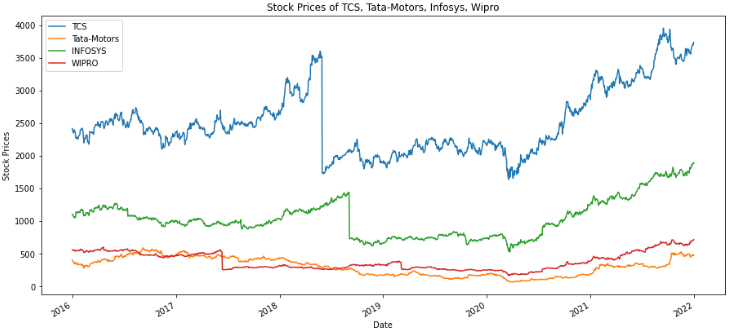 Stock Prices of TCS, Tata-Motors, Infosys, Wipro
TCS
Tata-Motors
INFOSYS
WIPRO
4000
3500
3000
2500
2000
1500
1000
500
0
Stock Prices
2016
2017
2018
2019
2020
2021
2022
Date